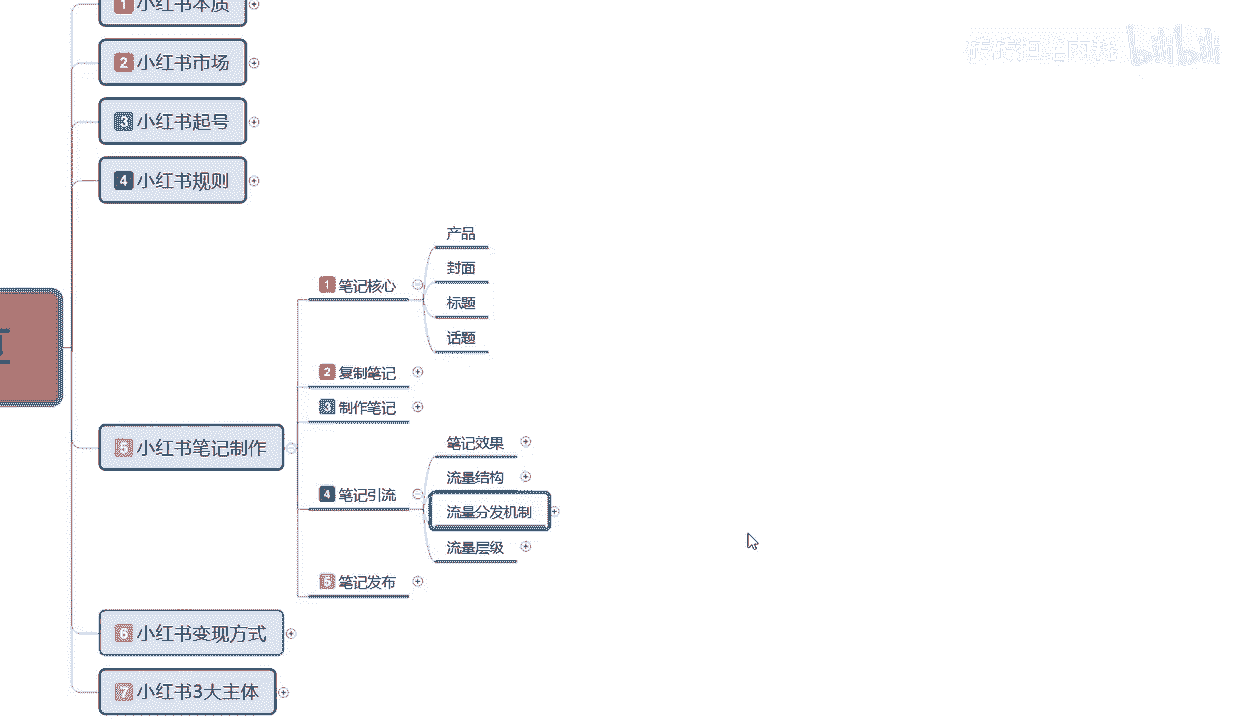 1 小红书本质
2 小红书市场
3 小红书起号
4 小红书规则
5 小红书笔记制作
1 笔记核心
产品
封面
标题
话题
2 复制笔记
3 制作笔记
4 笔记引流
笔记效果
流量结构
流量分发机制
流量层级
5 笔记发布
6 小红书变现方式
7 小红书3大主体
bilibili